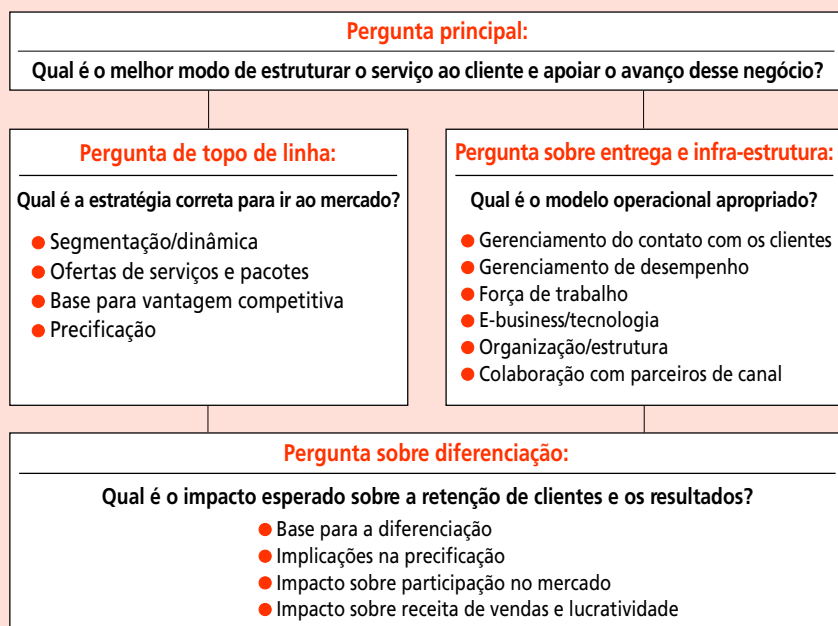 Pergunta principal:
Qual é o melhor modo de estruturar o serviço ao cliente e apoiar o avanço desse negócio?
Pergunta de topo de linha:
Qual é a estratégia correta para ir ao mercado?
Segmentação/dinâmica
Ofertas de serviços e pacotes
Base para vantagem competitiva
Precificação
Pergunta sobre entrega e infra-estrutura:
Qual é o modelo operacional apropriado?
Gerenciamento do contato com os clientes
Gerenciamento de desempenho
Força de trabalho
E-business/tecnologia
Organização/estrutura
Colaboração com parceiros de canal
Pergunta sobre diferenciação:
Qual é o impacto esperado sobre a retenção de clientes e os resultados?
Base para a diferenciação
Implicações na precificação
Impacto sobre participação no mercado
Impacto sobre receita de vendas e lucratividade